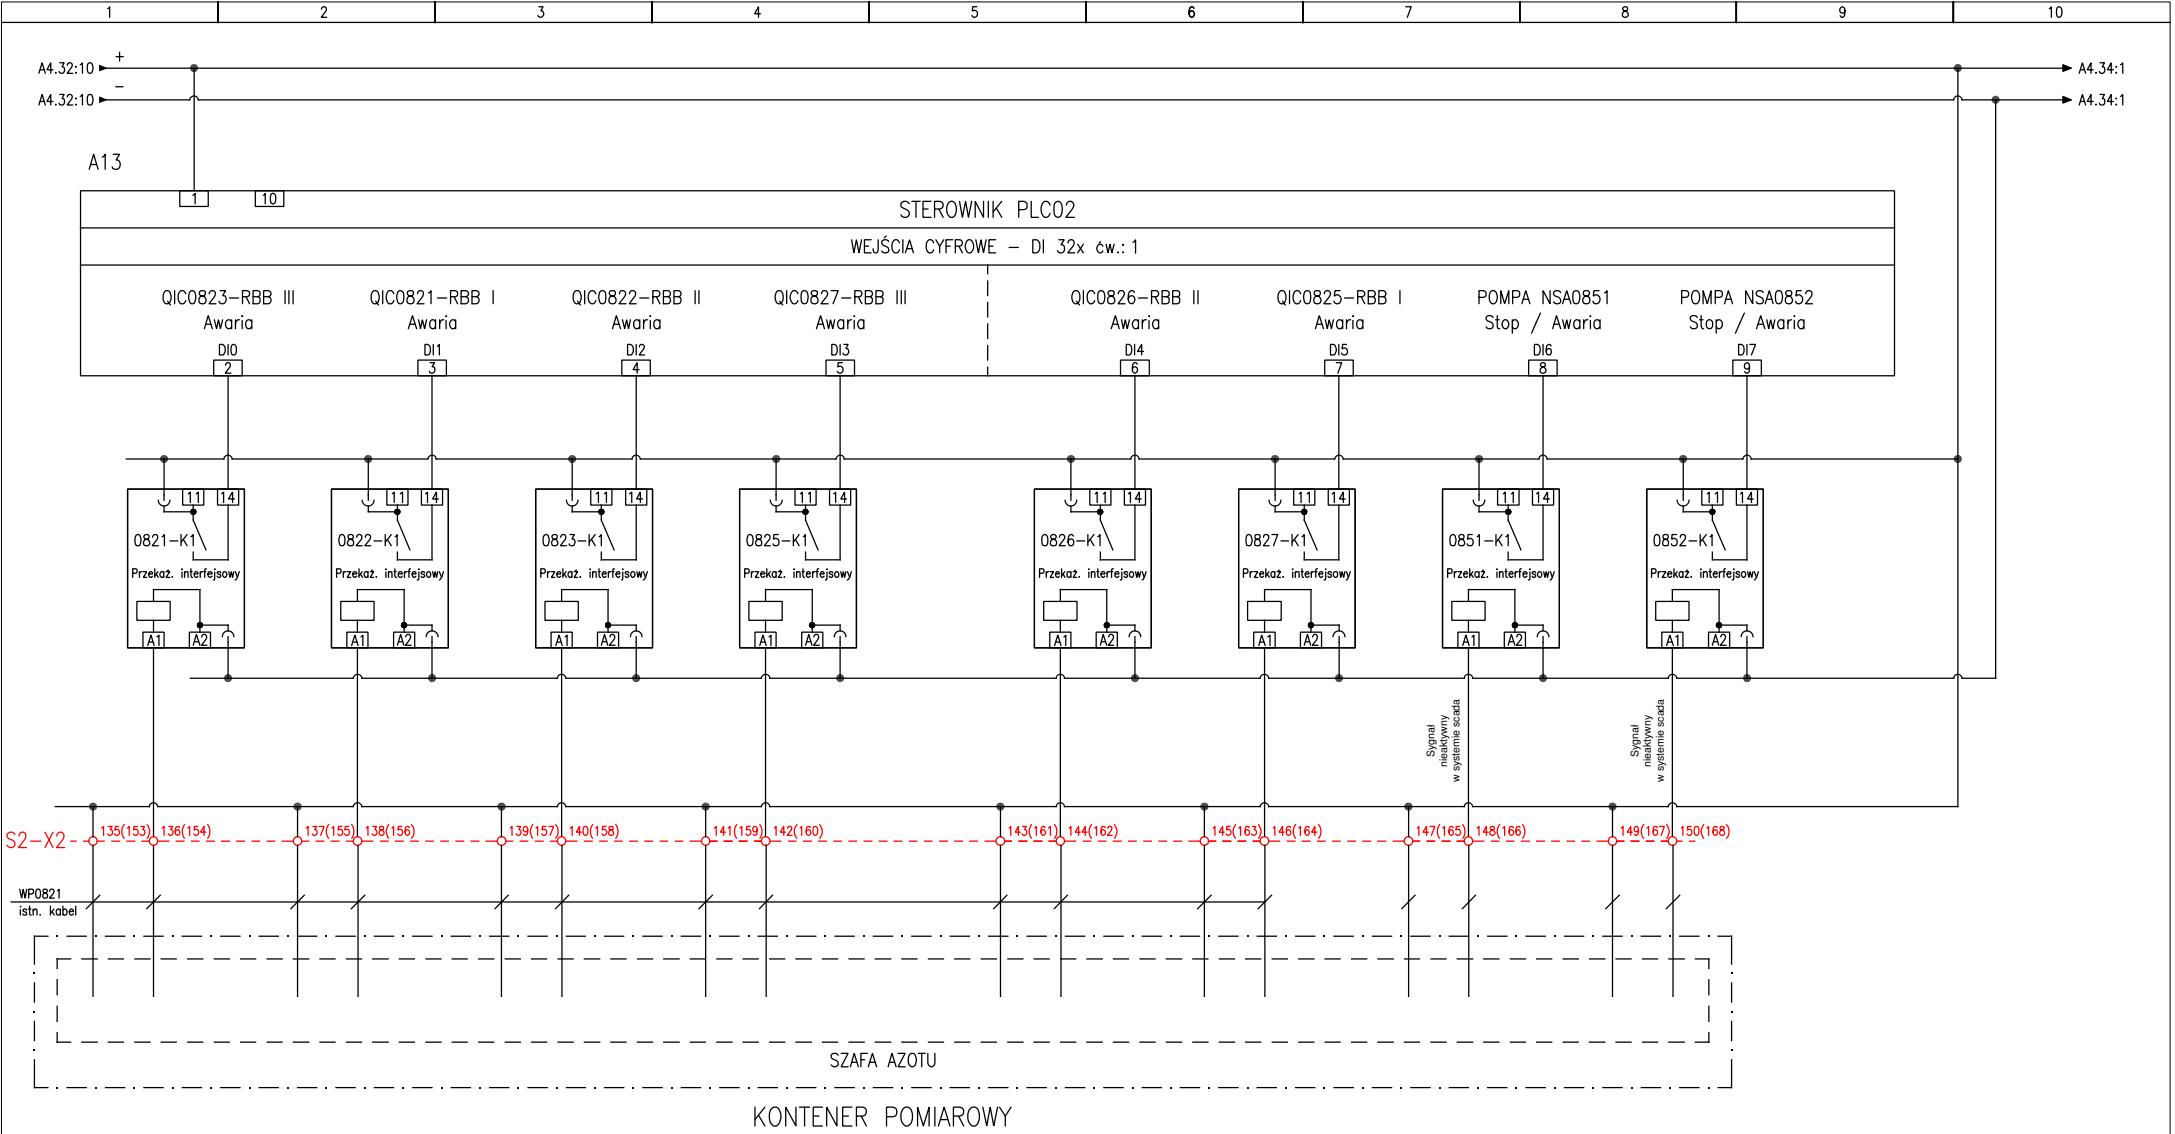 1 2 3 4 5 6 7 8 9 10
+
A4.32:10 A4.34:1
−
A4.32:10 A4.34:1
A13
1 10
STEROWNIK PLC02
WEJŚCIA CYFROWE – DI 32x ćw.: 1
QIC0823–RBB III QIC0821–RBB I QIC0822–RBB II QIC0827–RBB III QIC0826–RBB II QIC0825–RBB I POMPA NSA0851 POMPA NSA0852
Awaria Awaria Awaria Awaria Awaria Awaria Stop / Awaria Stop / Awaria
DI0 DI1 DI2 DI3 DI4 DI5 DI6 DI7
2 3 4 5 6 7 8 9
11 14 11 14 11 14 11 14 11 14 11 14 11 14 11 14
0821–K1 0822–K1 0823–K1 0825–K1 0826–K1 0827–K1 0851–K1 0852–K1
Przekaź. interfejsowy Przekaź. interfejsowy Przekaź. interfejsowy Przekaź. interfejsowy Przekaź. interfejsowy Przekaź. interfejsowy Przekaź. interfejsowy Przekaź. interfejsowy
A1 A2 A1 A2 A1 A2 A1 A2 A1 A2 A1 A2 A1 A2 A1 A2
Sygnał
nieaktywny
w systemie scada
Sygnał
nieaktywny
w systemie scada
135(153) 136(154) 137(155) 138(156) 139(157) 140(158) 141(159) 142(160) 143(161) 144(162) 145(163) 146(164) 147(165) 148(166) 149(167) 150(168)
S2–X2
WP0821
istn. kabel
SZAFA AZOTU
KONTENER POMIAROWY